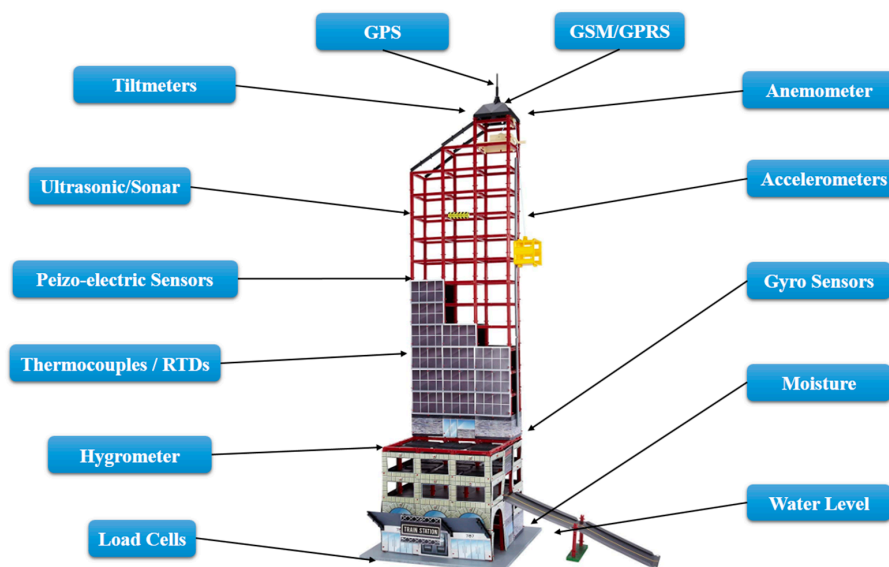 GPS
GSM/GPRS
Tiltmeters
Anemometer
Ultrasonic/Sonar
Accelerometers
Peizo-electric Sensors
Gyro Sensors
Thermocouples / RTDs
Moisture
Hygrometer
Water Level
TRAIN STATION
Load Cells